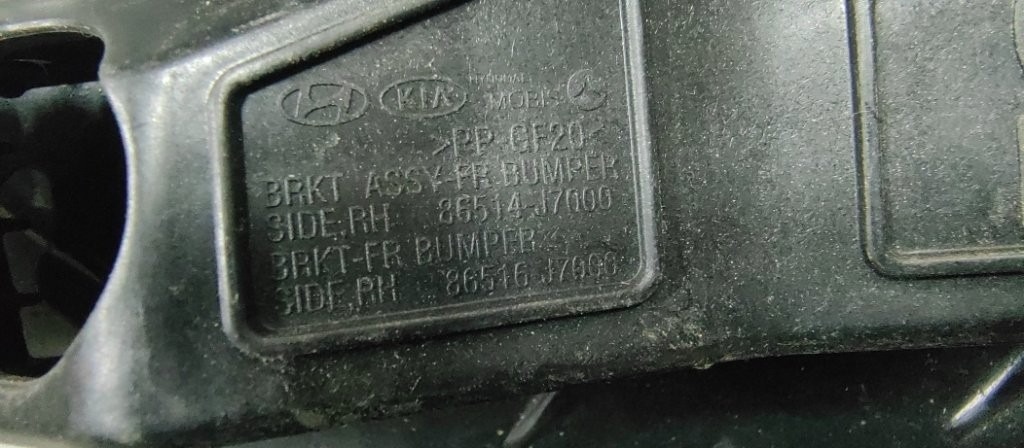 KIA HYUNDAI MOBIS
>PP-GF20<
BRKT ASSY-FR BUMPER
SIDE,RH 86514-J7000
BRKT-FR BUMPER
SIDE,RH 86516-J7000